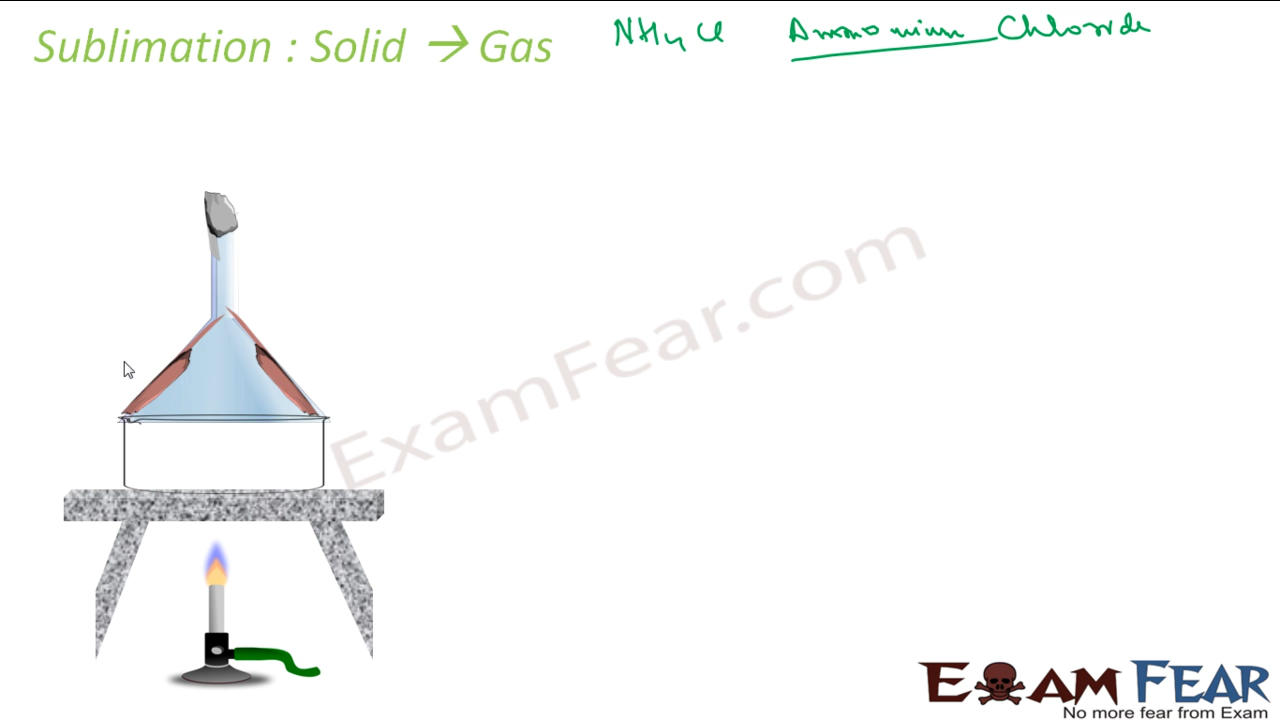 Sublimation : Solid → Gas
NH4Cl Ammonium Chloride
ExamFear.com
EXAM FEAR
No more fear from Exam